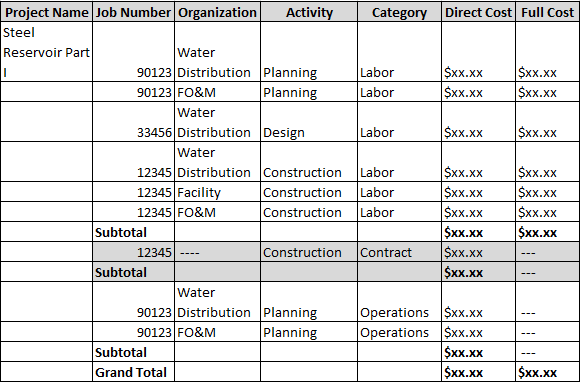 Project Name Job Number Organization Activity Category Direct Cost Full Cost
Steel
Reservoir Part Water
I 90123 Distribution Planning Labor $xx.xx $xx.xx
90123 FO&M Planning Labor $xx.xx $xx.xx
Water
33456 Distribution Design Labor $xx.xx $xx.xx
Water
12345 Distribution Construction Labor $xx.xx $xx.xx
12345 Facility Construction Labor $xx.xx $xx.xx
12345 FO&M Construction Labor $xx.xx $xx.xx
Subtotal $xx.xx $xx.xx
12345 ---- Construction Contract $xx.xx ---
Subtotal $xx.xx ---
Water
90123 Distribution Planning Operations $xx.xx ---
90123 FO&M Planning Operations $xx.xx ---
Subtotal $xx.xx ---
Grand Total $xx.xx $xx.xx